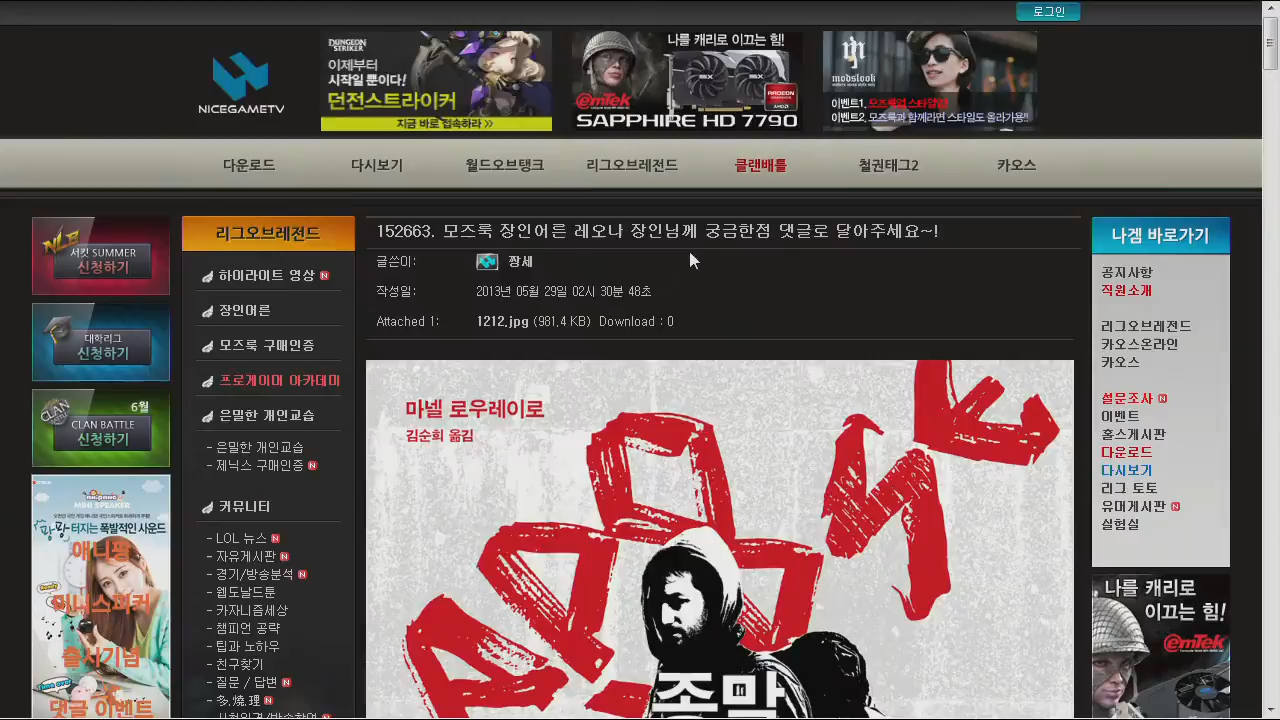 로그인
NICEGAMETV
DUNGEON STRIKER
이제부터
시작일 뿐이다!
던전스트라이커
지금 바로 접속하라 >>
나를 캐리로 이끄는 힘!
emTek
RADEON
AMD
SAPPHIRE HD 7790
modslook
이벤트1. 모즈룩업 스타일업!
이벤트2. 모즈룩과 함께라면 스타일도 올라가용!!
다운로드
다시보기
월드오브탱크
리그오브레전드
클랜배틀
철권태그2
카오스
NLB
서킷 SUMMER
신청하기
대학리그
신청하기
CLAN
6월
CLAN BATTLE
신청하기
MINI SPEAKER
팡팡 터지는 폭발적인 사운드
애니팡
미니스피커
출시기념
댓글 이벤트
리그오브레전드
하이라이트 영상 N
장인어른
모즈룩 구매인증
프로게이머 아카데미
은밀한 개인교습
- 은밀한 개인교습
- 제닉스 구매인증 N
커뮤니티
- LOL 뉴스 N
- 자유게시판 N
- 경기/방송분석 N
- 웹도날드툰
- 카자니즘세상
- 챔피언 공략
- 팁과 노하우
- 친구찾기
- 질문 / 답변 N
152663. 모즈룩 장인어른 레오나 장인님께 궁금한점 댓글로 달아주세요~!
글쓴이: 짱세
작성일: 2013년 05월 29일 02시 30분 48초
Attached 1: 1212.jpg (981.4 KB) Download : 0
마넬 로우레이로
김순희 옮김
나겜 바로가기
공지사항
직원소개
리그오브레전드
카오스온라인
카오스
설문조사 N
이벤트
홀스게시판
다운로드
다시보기
리그 토토
유머게시판 N
실험실
나를 캐리로
이끄는 힘!
emTek